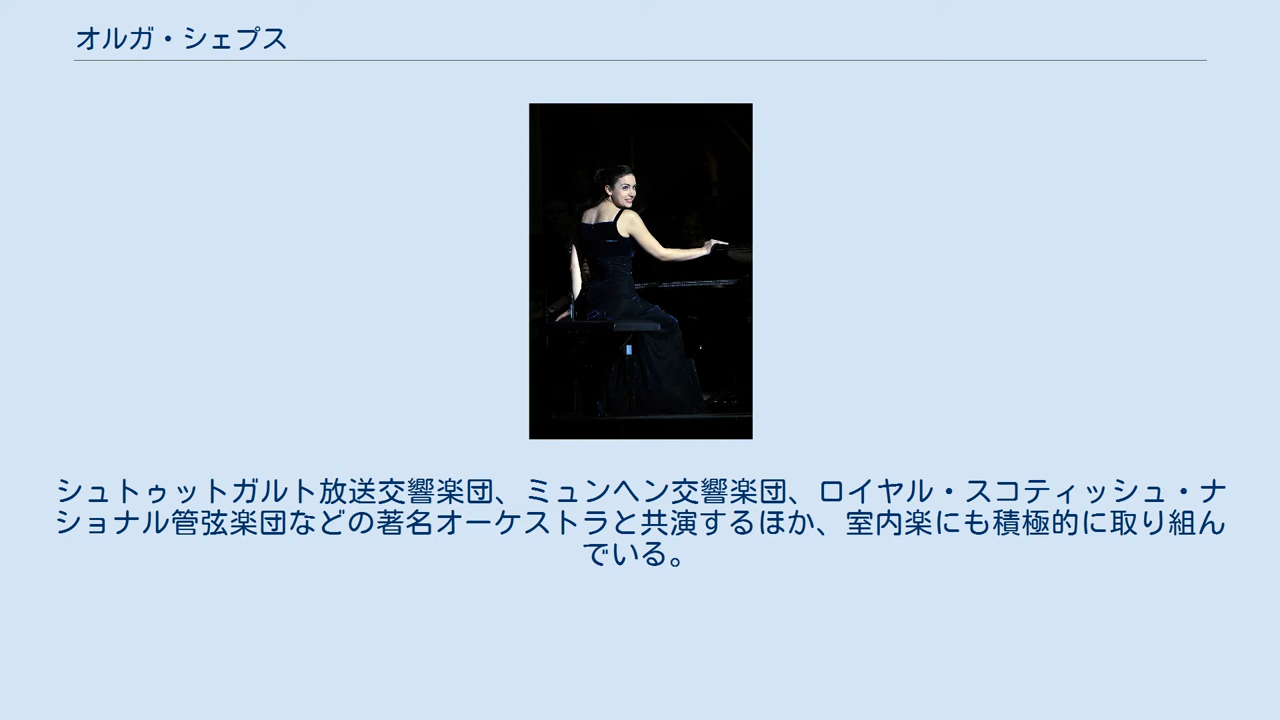 オルガ・シェプス
シュトゥットガルト放送交響楽団、ミュンヘン交響楽団、ロイヤル・スコティッシュ・ナ
ショナル管弦楽団などの著名オーケストラと共演するほか、室内楽にも積極的に取り組ん
でいる。